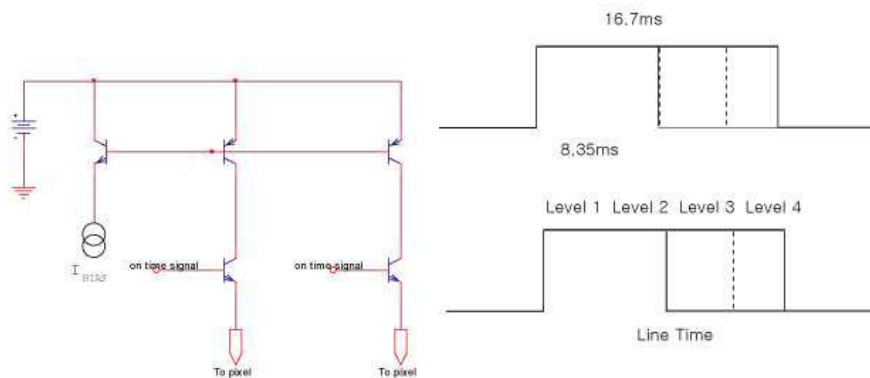 16.7ms
8.35ms
Level 1 Level 2 Level 3 Level 4
Line Time
I BIAS
on time signal
on time signal
To pixel
To pixel